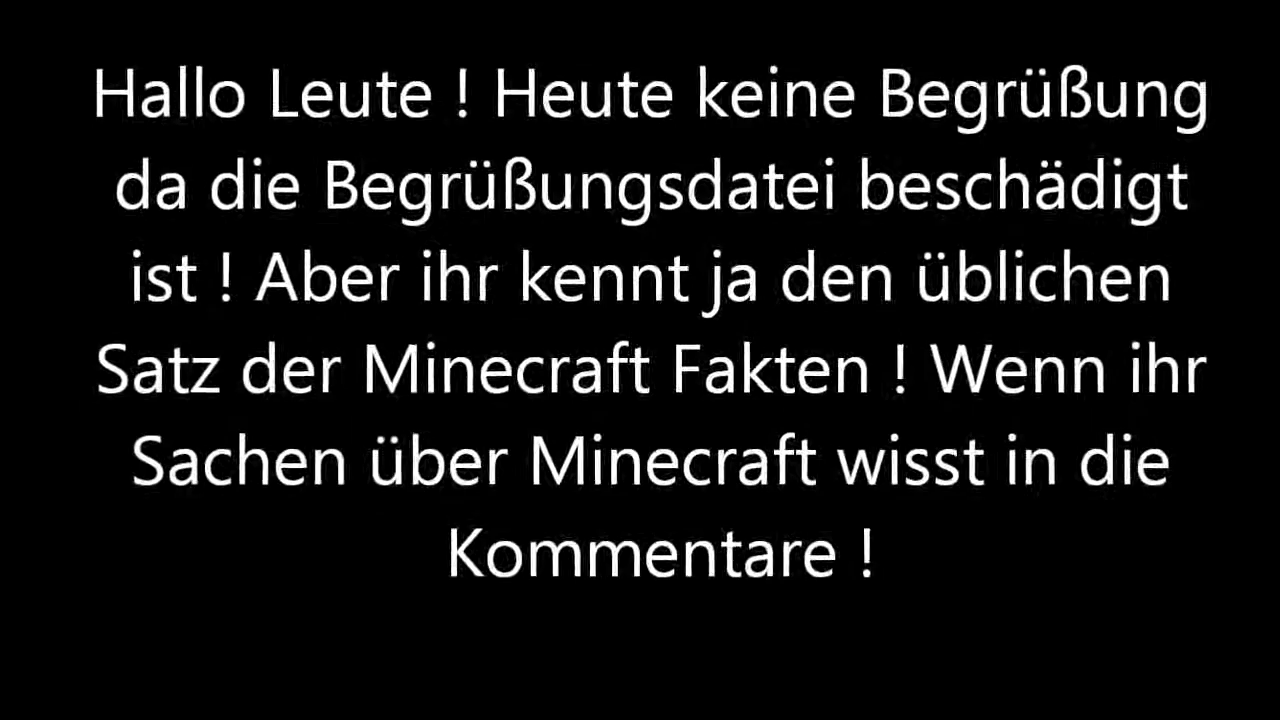 Hallo Leute ! Heute keine Begrüßung
da die Begrüßungsdatei beschädigt
ist ! Aber ihr kennt ja den üblichen
Satz der Minecraft Fakten ! Wenn ihr
Sachen über Minecraft wisst in die
Kommentare !